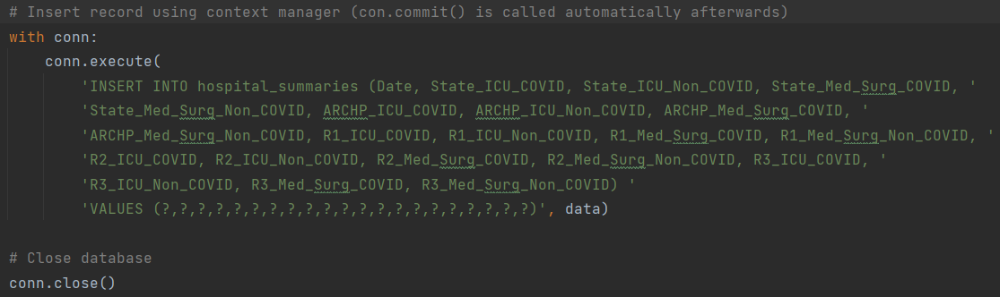 # Insert record using context manager (con.commit() is called automatically afterwards)
with conn:
    conn.execute(
        'INSERT INTO hospital_summaries (Date, State_ICU_COVID, State_ICU_Non_COVID, State_Med_Surg_COVID, '
        'State_Med_Surg_Non_COVID, ARCHP_ICU_COVID, ARCHP_ICU_Non_COVID, ARCHP_Med_Surg_COVID, '
        'ARCHP_Med_Surg_Non_COVID, R1_ICU_COVID, R1_ICU_Non_COVID, R1_Med_Surg_COVID, R1_Med_Surg_Non_COVID, '
        'R2_ICU_COVID, R2_ICU_Non_COVID, R2_Med_Surg_COVID, R2_Med_Surg_Non_COVID, R3_ICU_COVID, '
        'R3_ICU_Non_COVID, R3_Med_Surg_COVID, R3_Med_Surg_Non_COVID) '
        'VALUES (?,?,?,?,?,?,?,?,?,?,?,?,?,?,?,?,?,?,?,?,?)', data)
# Close database
conn.close()